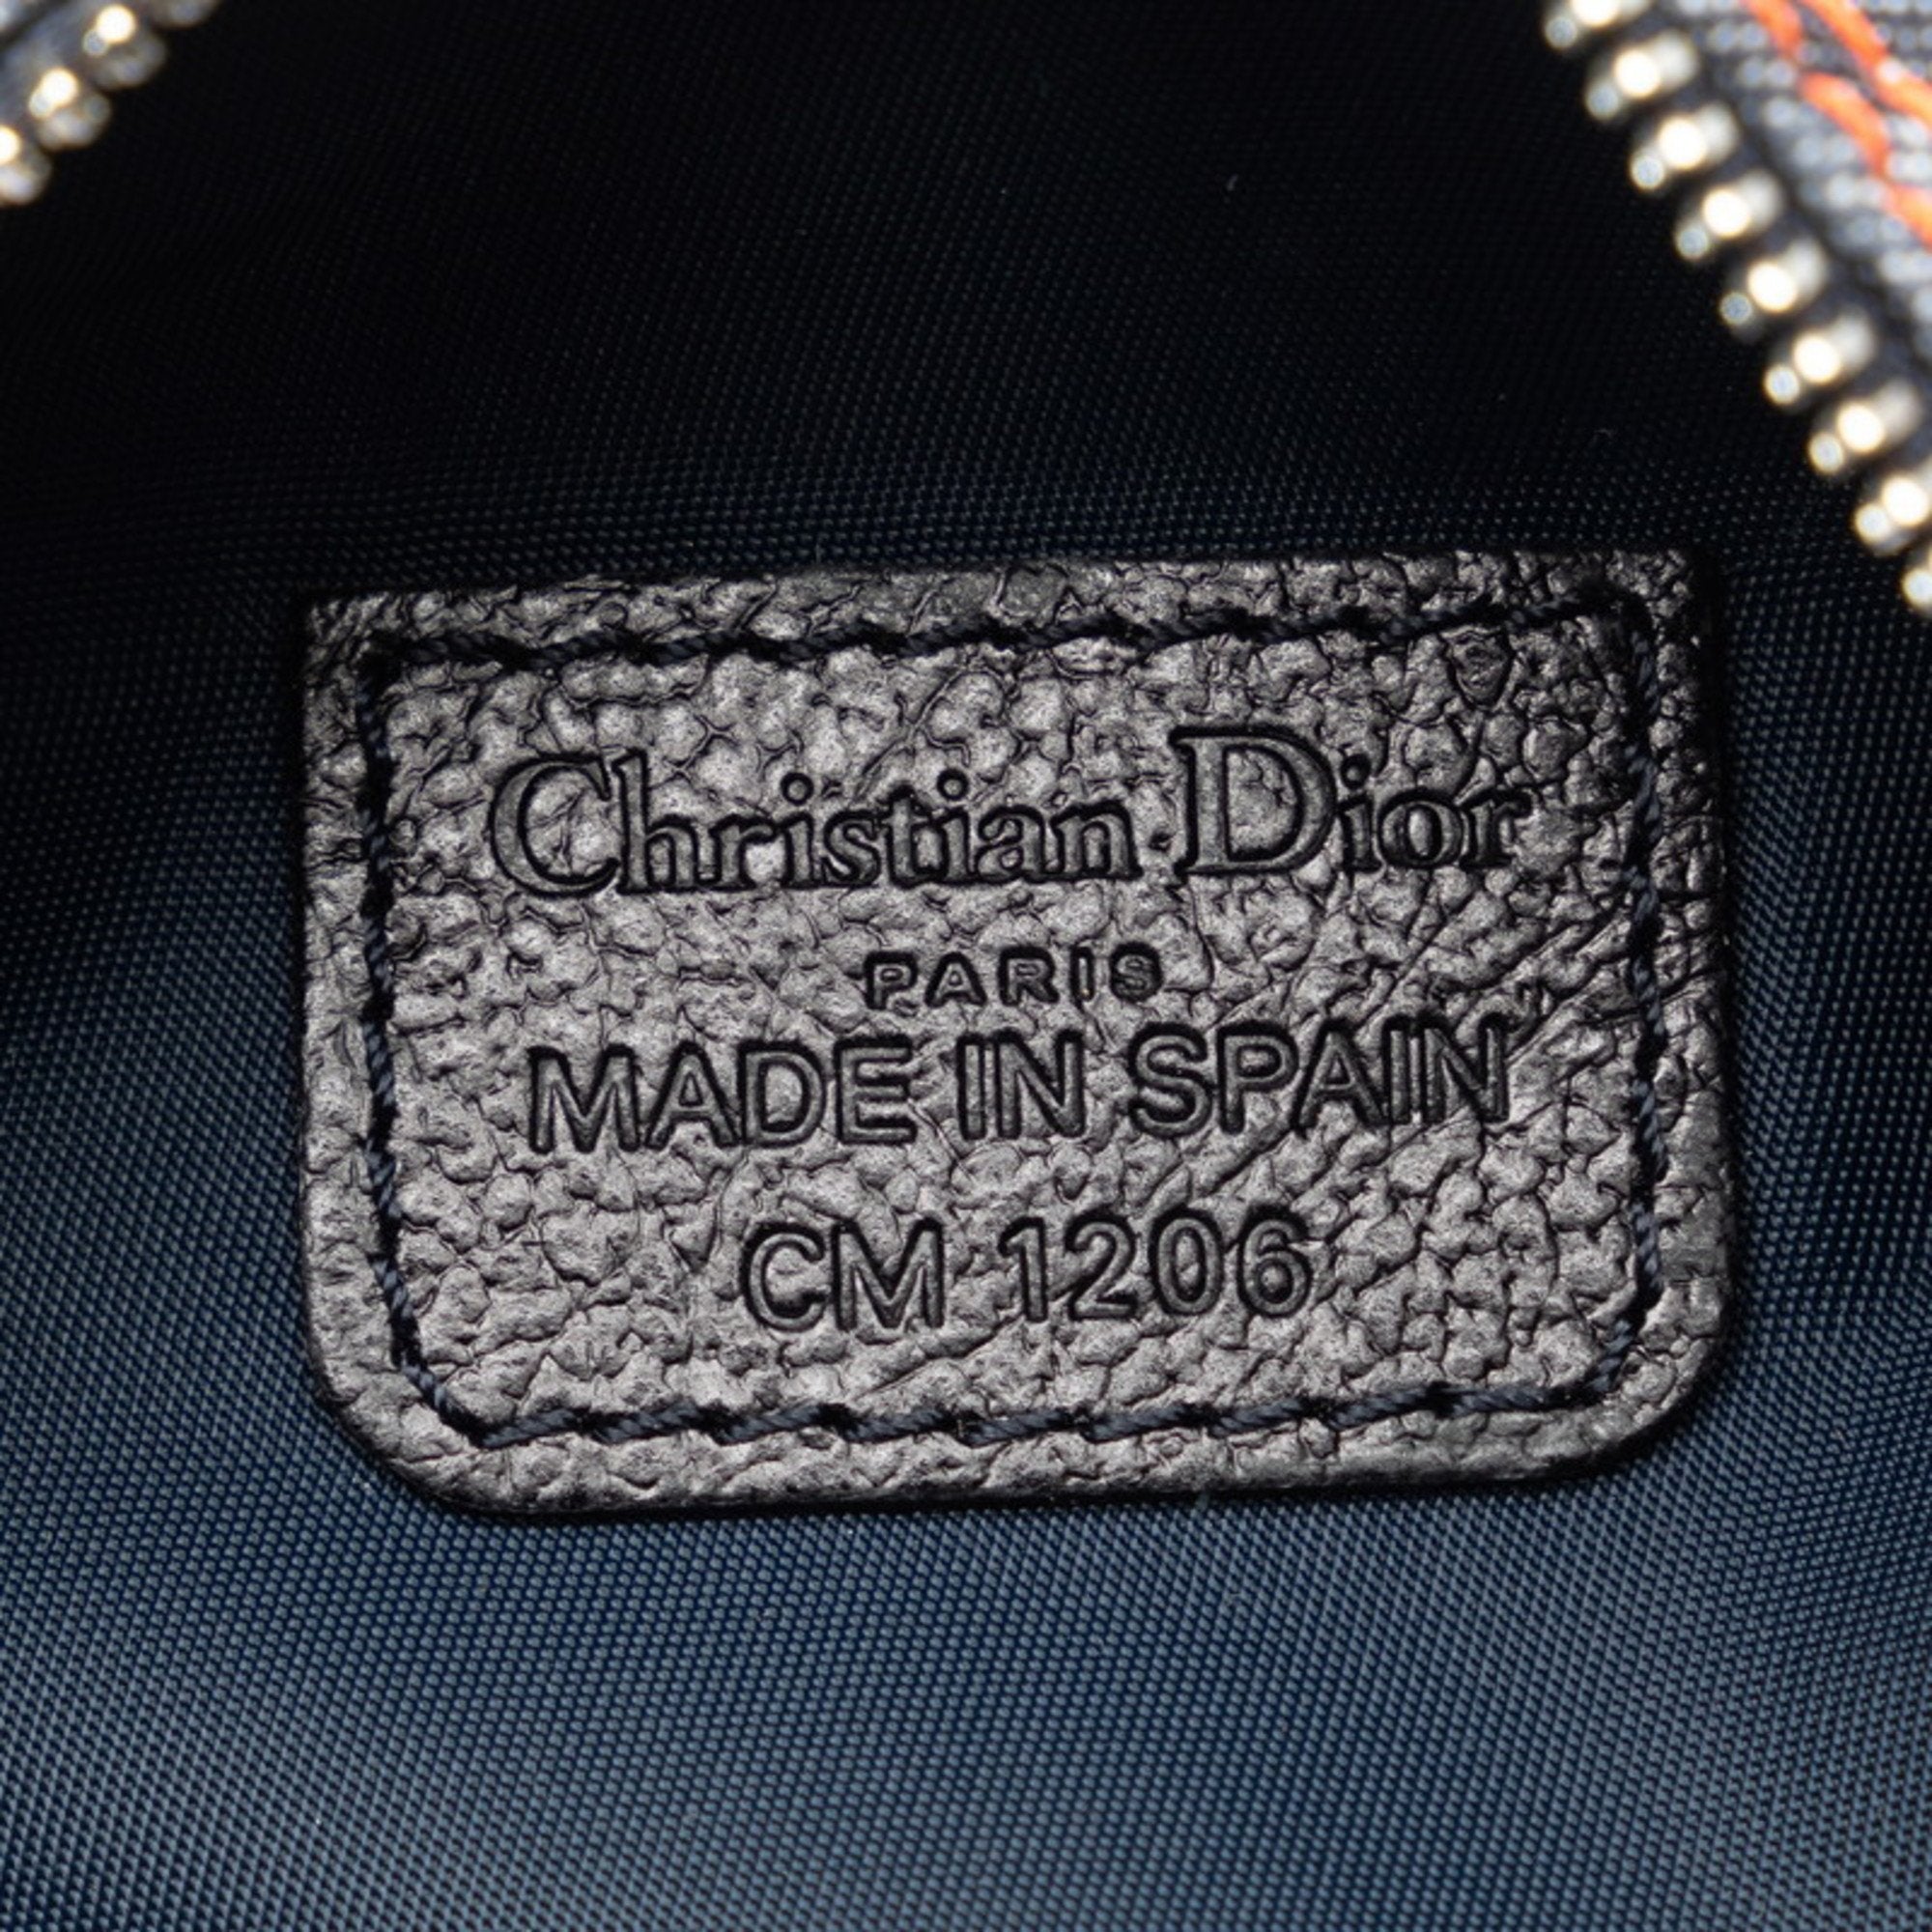 Christian Dior
PARIS
MADE IN SPAIN
CM 1206